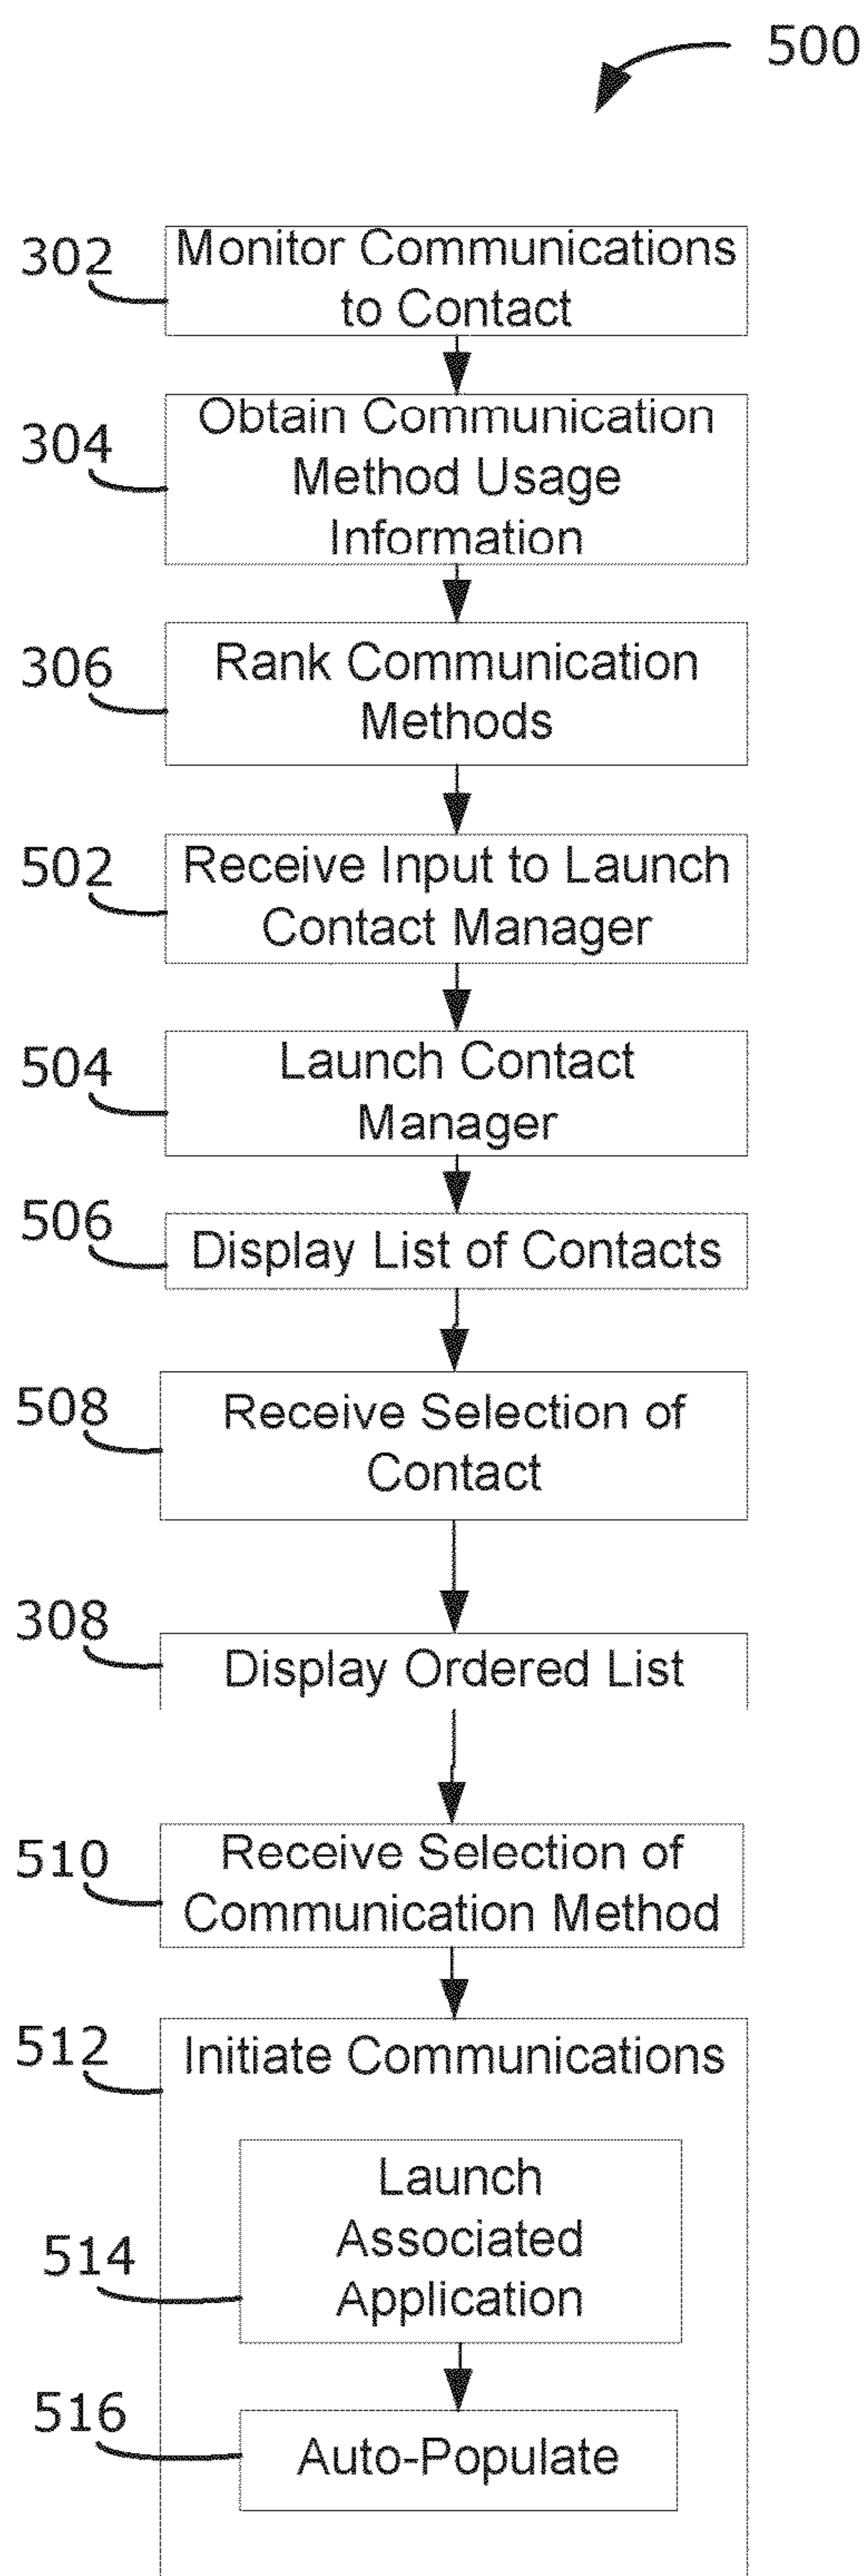 500
302
Monitor Communications
to Contact
304
Obtain Communication
Method Usage
Information
306
Rank Communication
Methods
502
Receive Input to Launch
Contact Manager
504
Launch Contact
Manager
506
Display List of Contacts
508
Receive Selection of
Contact
308
Display Ordered List
510
Receive Selection of
Communication Method
512
Initiate Communications
514
Launch
Associated
Application
516
Auto-Populate